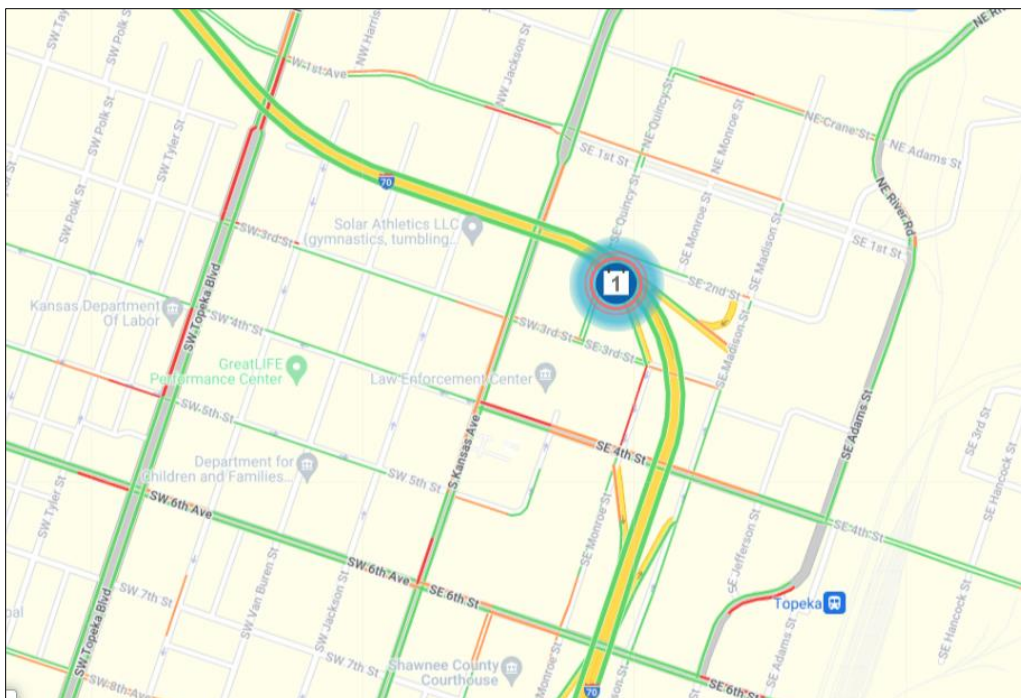 SW Polk St
SW Tyler St
NW Harris
NW Jackson St
NE River Rd
SW 1st Ave
NE Quincy St
NE Monroe St
NE Crane St
NE Adams St
SW Polk St
SE 1st St
SE Quincy St
SE Monroe St
SE Madison St
SE 1st St
70
Solar Athletics LLC
(gymnastics, tumbling...
SW 3rd St
1
SE 2nd St
Kansas Department
Of Labor
SW Topeka Blvd
SW 4th St
SW 3rd St
SE 3rd St
SE Madison St
GreatLIFE
Performance Center
Law Enforcement Center
SW 5th St
S Kansas Ave
SE 4th St
SE Adams St
SE 3rd St
Department for
Children and Families...
SW 5th St
SE Hancock St
SW Tyler St
SW 6th Ave
SE Monroe St
SE Jefferson St
SE 4th St
SW Van Buren St
SW Jackson St
SW 6th Ave
SE 6th St
SW 7th St
Topeka
SE Hancock St
SW Topeka Blvd
SW 7th St
Shawnee County
Courthouse
SE Monroe St
SE Adams St
SW 8th Ave
70
SE 6th St